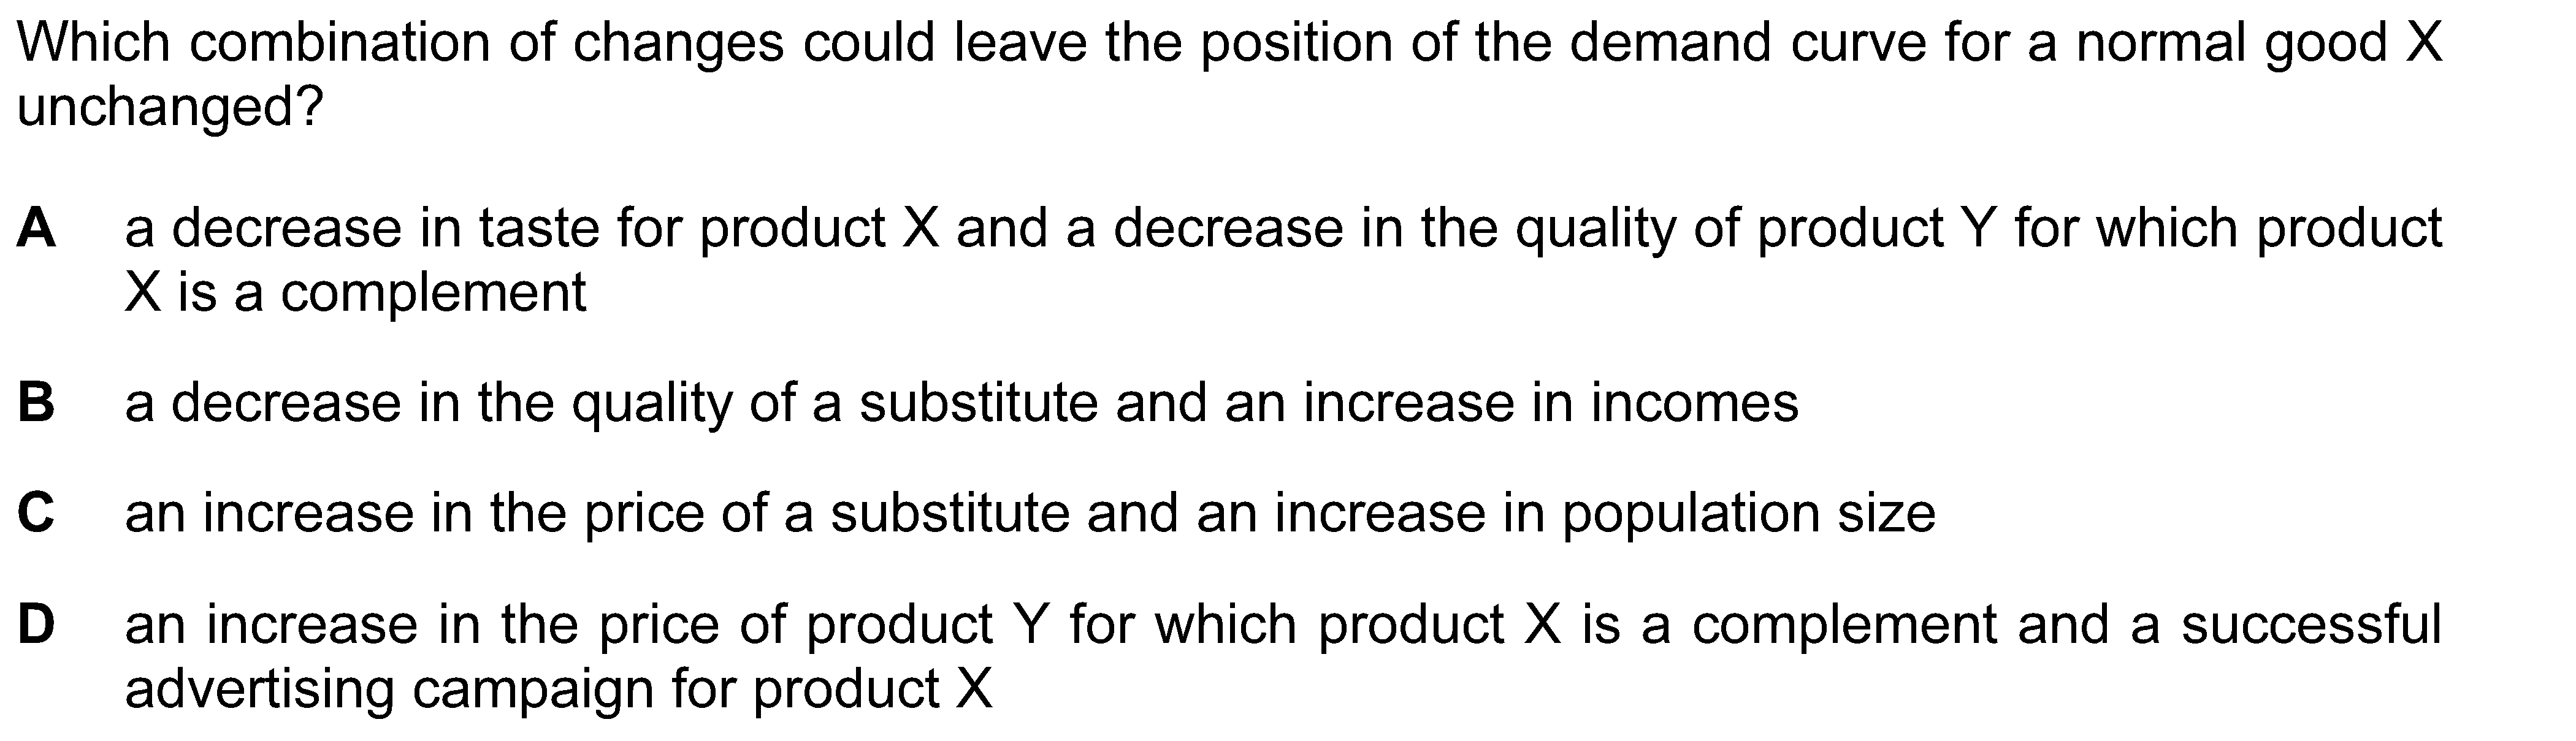 Which combination of changes could leave the position of the demand curve for a normal good X
unchanged?
A a decrease in taste for product X and a decrease in the quality of product Y for which product
X is a complement
B a decrease in the quality of a substitute and an increase in incomes
C an increase in the price of a substitute and an increase in population size
D an increase in the price of product Y for which product X is a complement and a successful
advertising campaign for product X